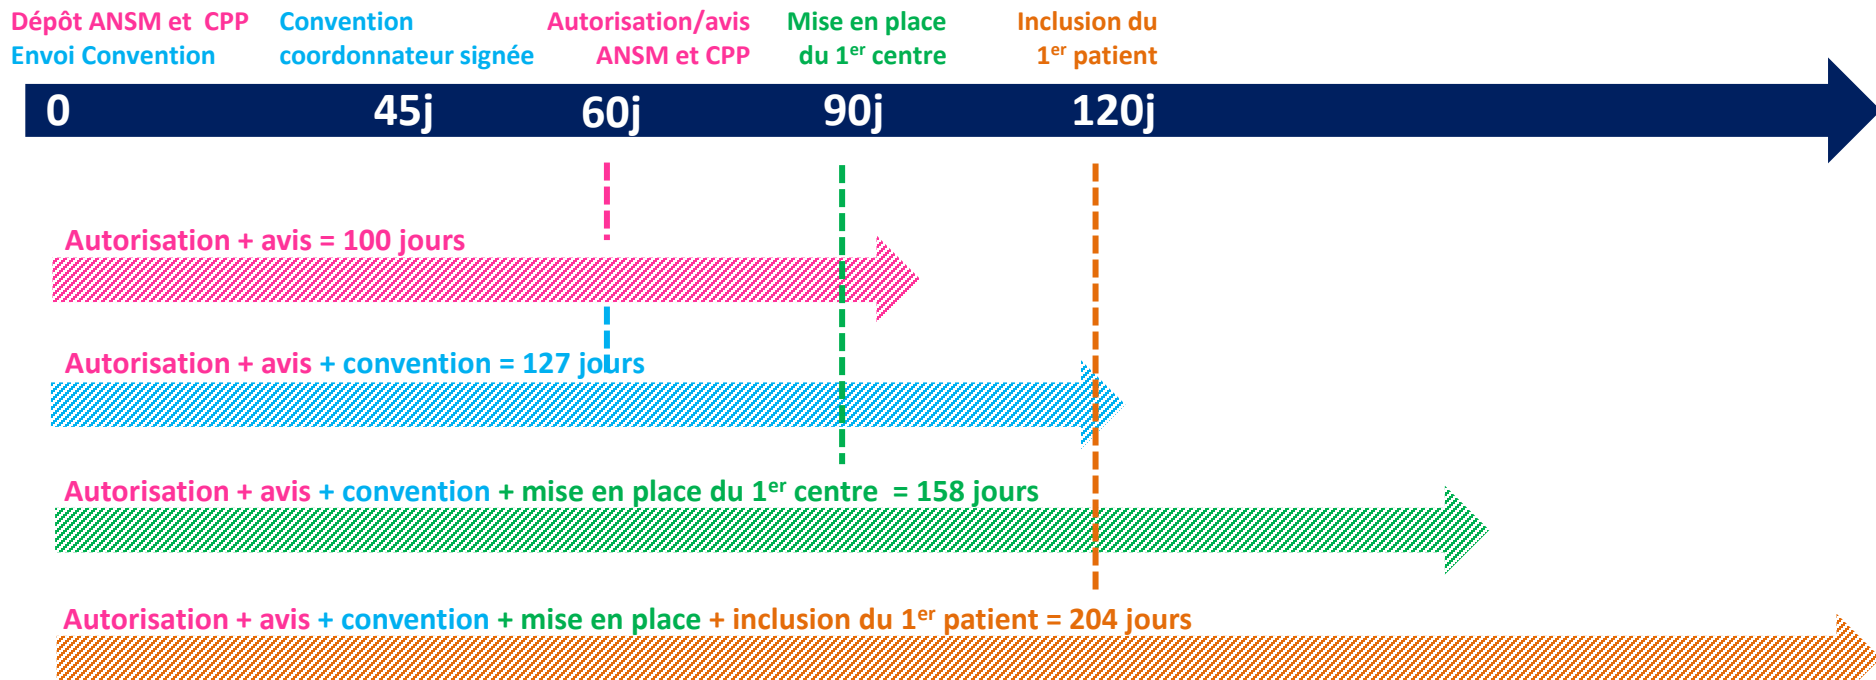 Dépôt ANSM et CPP
Envoi Convention
Convention
coordonnateur signée
Autorisation/avis
ANSM et CPP
Mise en place
du 1er centre
Inclusion du
1er patient
0 45j 60j 90j 120j
Autorisation + avis = 100 jours
Autorisation + avis + convention = 127 jours
Autorisation + avis + convention + mise en place du 1er centre = 158 jours
Autorisation + avis + convention + mise en place + inclusion du 1er patient = 204 jours